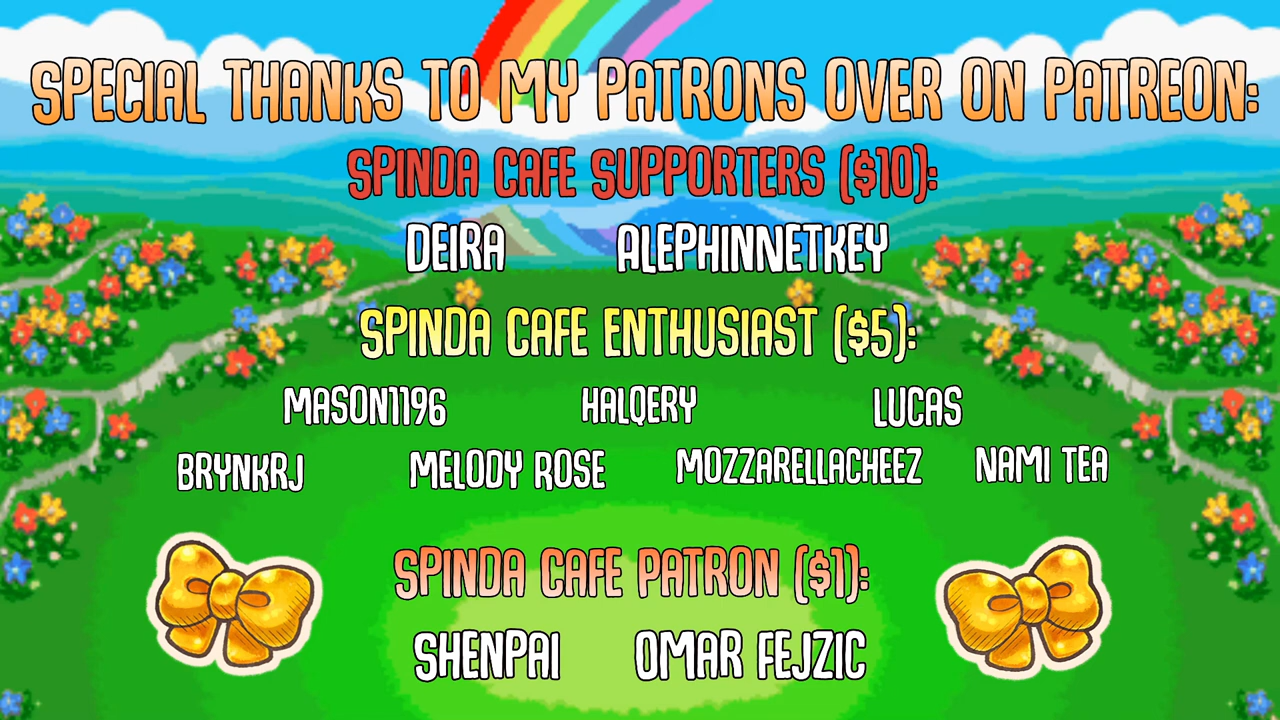 SPECIAL THANKS TO MY PATRONS OVER ON PATREON:
SPINDA CAFE SUPPORTERS ($10):
DEIRA ALEPHINNETKEY
SPINDA CAFE ENTHUSIAST ($5):
MASON1196 HALQERY LUCAS
BRYNKRJ MELODY ROSE MOZZARELLACHEEZ NAMI TEA
SPINDA CAFE PATRON ($1):
SHENPAI OMAR FEJZIC